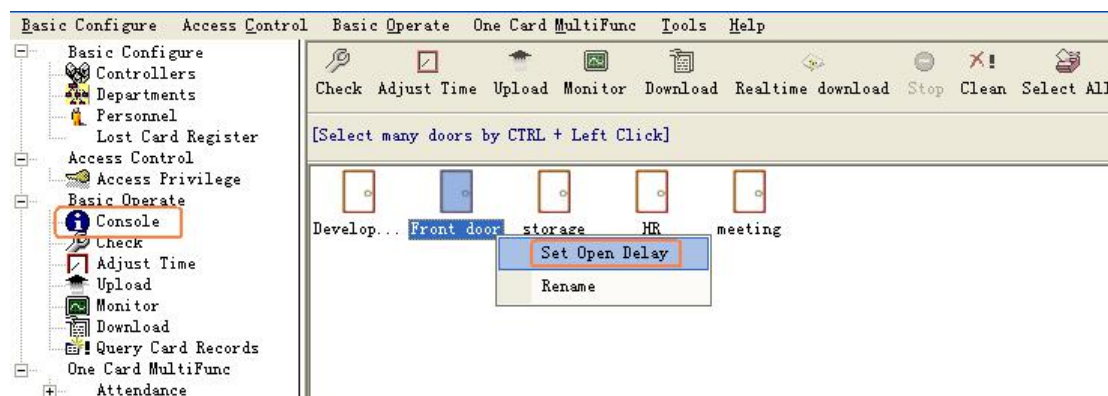 Basic Configure Access Control Basic Operate One Card MultiFunc Tools Help
Basic Configure
Controllers
Departments
Personnel
Lost Card Register
Access Control
Access Privilege
Basic Operate
Console
Check
Adjust Time
Upload
Monitor
Download
Query Card Records
One Card MultiFunc
Attendance
Check Adjust Time Upload Monitor Download Realtime download Stop Clean Select All
[Select many doors by CTRL + Left Click]
Develop... Front door storage HR meeting
Set Open Delay
Rename